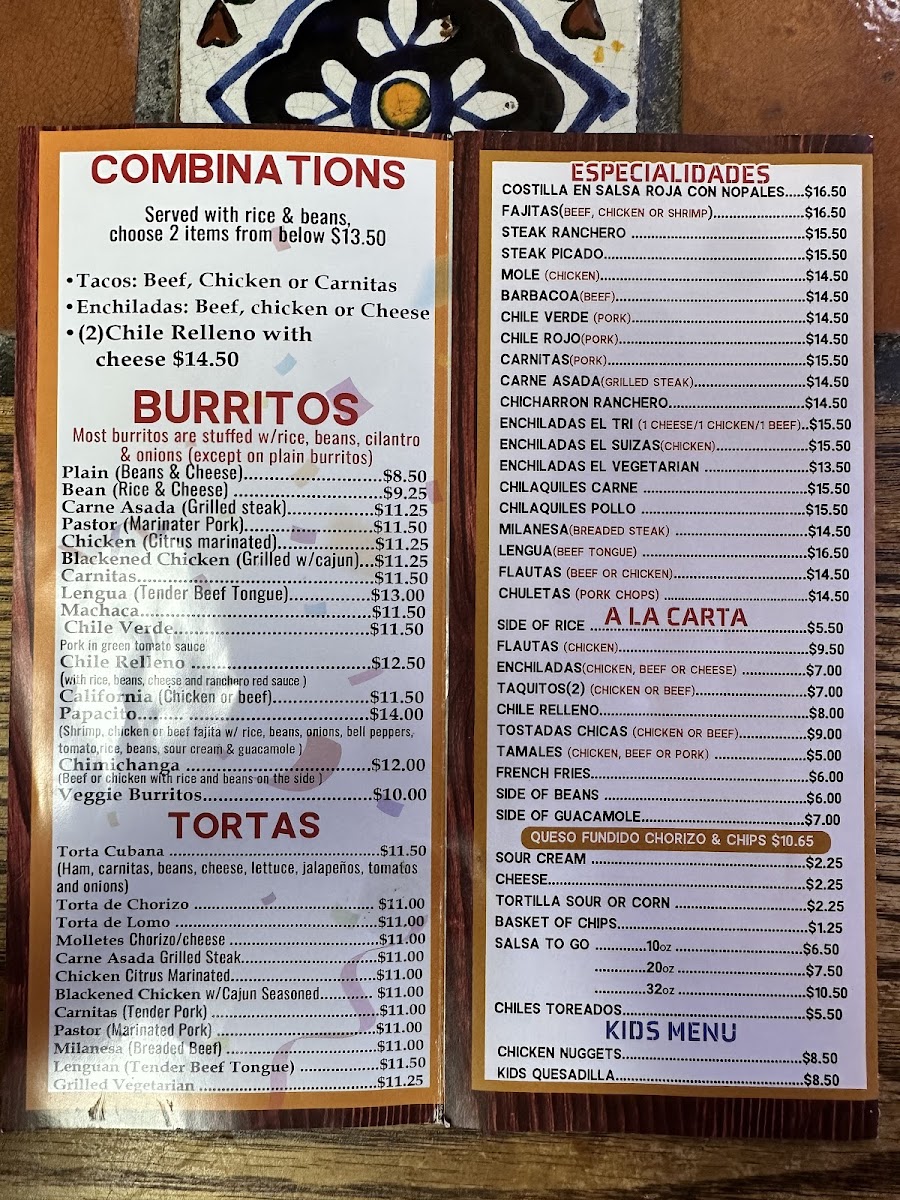 COMBINATIONS
Served with rice & beans,
choose 2 items from below $13.50
• Tacos: Beef, Chicken or Carnitas
• Enchiladas: Beef, chicken or Cheese
• (2)Chile Relleno with
cheese $14.50
BURRITOS
Most burritos are stuffed w/rice, beans, cilantro
& onions (except on plain burritos)
Plain (Beans & Cheese)................................$8.50
Bean (Rice & Cheese) ................................$9.25
Carne Asada (Grilled steak)....................$11.25
Pastor (Marinater Pork)............................$11.50
Chicken (Citrus marinated)......................$11.25
Blackened Chicken (Grilled w/cajun)...$11.25
Carnitas......................................................$11.50
Lengua (Tender Beef Tongue)...................$13.00
Machaca......................................................$11.50
Chile Verde..............................................$11.50
Pork in green tomato sauce
Chile Relleno ..........................................$12.50
(with rice, beans, cheese and ranchero red sauce )
California (Chicken or beef).......................$11.50
Papacito.....................................................$14.00
(Shrimp, chicken or beef fajita w/ rice, beans, onions, bell peppers,
tomato,rice, beans, sour cream & guacamole )
Chimichanga ..........................................$12.00
(Beef or chicken with rice and beans on the side )
Veggie Burritos.......................................$10.00
TORTAS
Torta Cubana ..........................................$11.50
(Ham, carnitas, beans, cheese, lettuce, jalapeños, tomatos
and onions)
Torta de Chorizo .................................... $11.00
Torta de Lomo ........................................ $11.00
Molletes Chorizo/cheese ............................$11.00
Carne Asada Grilled Steak...........................$11.00
Chicken Citrus Marinated.............................$11.00
Blackened Chicken w/Cajun Seasoned........... $11.00
Carnitas (Tender Pork) .................................$11.00
Pastor (Marinated Pork) ...............................$11.00
Milanesa (Breaded Beef) ..............................$11.00
Lenguan (Tender Beef Tongue) ....................$11.50
Grilled Vegetarian ....................................$11.25
ESPECIALIDADES
COSTILLA EN SALSA ROJA CON NOPALES.....$16.50
FAJITAS(BEEF, CHICKEN OR SHRIMP)......................$16.50
STEAK RANCHERO ..........................................$15.50
STEAK PICADO................................................$15.50
MOLE (CHICKEN)................................................$14.50
BARBACOA(BEEF).............................................$14.50
CHILE VERDE (PORK)..........................................$14.50
CHILE ROJO(PORK)............................................$14.50
CARNITAS(PORK)...............................................$15.50
CARNE ASADA(GRILLED STEAK)..........................$14.50
CHICHARRON RANCHERO.................................$14.50
ENCHILADAS EL TRI (1 CHEESE/1 CHICKEN/1 BEEF)..$15.50
ENCHILADAS EL SUIZAS(CHICKEN).....................$15.50
ENCHILADAS EL VEGETARIAN .........................$13.50
CHILAQUILES CARNE ......................................$15.50
CHILAQUILES POLLO .......................................$15.50
MILANESA(BREADED STEAK) ................................$14.50
LENGUA(BEEF TONGUE) ......................................$16.50
FLAUTAS (BEEF OR CHICKEN)...............................$14.50
CHULETAS (PORK CHOPS) ..................................$14.50
A LA CARTA
SIDE OF RICE ..................................................$5.50
FLAUTAS (CHICKEN)...........................................$9.50
ENCHILADAS(CHICKEN, BEEF OR CHEESE) ................$7.00
TAQUITOS(2) (CHICKEN OR BEEF)..........................$7.00
CHILE RELLENO...............................................$8.00
TOSTADAS CHICAS (CHICKEN OR BEEF)................$9.00
TAMALES (CHICKEN, BEEF OR PORK) .....................$5.00
FRENCH FRIES.................................................$6.00
SIDE OF BEANS ...............................................$6.00
SIDE OF GUACAMOLE......................................$7.00
QUESO FUNDIDO CHORIZO & CHIPS $10.65
SOUR CREAM ..................................................$2.25
CHEESE............................................................$2.25
TORTILLA SOUR OR CORN ...............................$2.25
BASKET OF CHIPS............................................$1.25
SALSA TO GO ............10oz ...............................$6.50
.............20oz ...............................$7.50
.............32oz ...............................$10.50
CHILES TOREADOS..........................................$5.50
KIDS MENU
CHICKEN NUGGETS..........................................$8.50
KIDS QUESADILLA...........................................$8.50